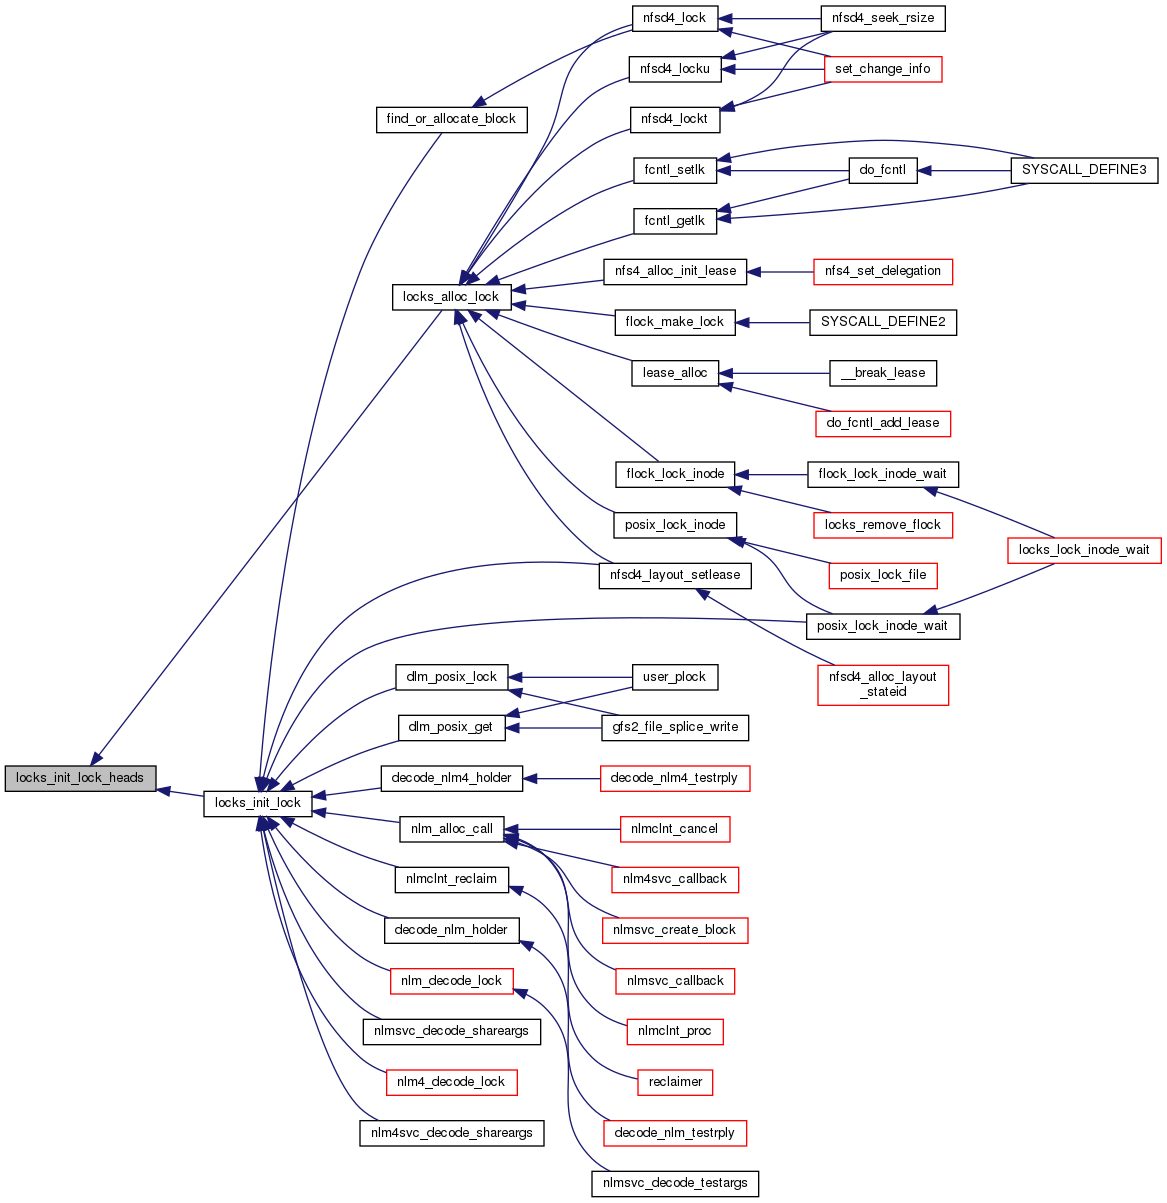 nfsd4_lock
nfsd4_seek_rsize
nfsd4_locku
set_change_info
find_or_allocate_block
nfsd4_lockt
fcntl_setlk
do_fcntl
SYSCALL_DEFINE3
fcntl_getlk
nfs4_alloc_init_lease
nfs4_set_delegation
locks_alloc_lock
flock_make_lock
SYSCALL_DEFINE2
lease_alloc
__break_lease
do_fcntl_add_lease
flock_lock_inode
flock_lock_inode_wait
posix_lock_inode
locks_remove_flock
locks_lock_inode_wait
nfsd4_layout_setlease
posix_lock_file
posix_lock_inode_wait
dlm_posix_lock
user_plock
nfsd4_alloc_layout
_stateid
dlm_posix_get
gfs2_file_splice_write
locks_init_lock_heads
decode_nlm4_holder
decode_nlm4_testrply
locks_init_lock
nlm_alloc_call
nlmclnt_cancel
nlmclnt_reclaim
nlm4svc_callback
decode_nlm_holder
nlmsvc_create_block
nlm_decode_lock
nlmsvc_callback
nlmsvc_decode_shareargs
nlmclnt_proc
nlm4_decode_lock
reclaimer
nlm4svc_decode_shareargs
decode_nlm_testrply
nlmsvc_decode_testargs